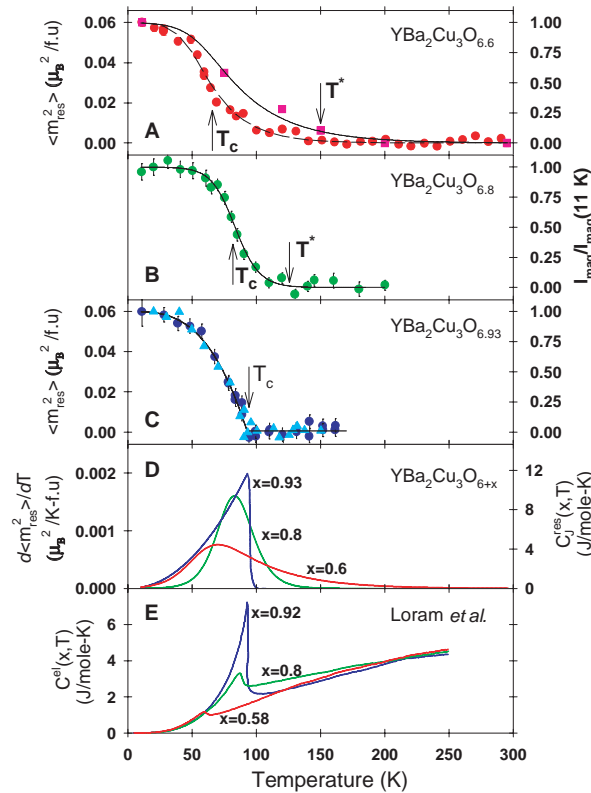 0.06
0.04
0.02
0.00
<m²res> (μB²/f.u)
YBa₂Cu₃O₆.₆
T*
Tc
A
1.00
0.75
0.50
0.25
0.00
YBa₂Cu₃O₆.₈
T*
Tc
B
1.00
0.75
0.50
0.25
0.00
Imag/Imag(11 K)
0.06
0.04
0.02
0.00
<m²res> (μB²/f.u)
YBa₂Cu₃O₆.₉₃
Tc
C
1.00
0.75
0.50
0.25
0.00
0.002
0.001
0.000
d<m²res>/dT
(μB²/K-f.u)
D
YBa₂Cu₃O₆₊ₓ
x=0.93
x=0.8
x=0.6
12
8
4
0
CJ^res(x,T)
(J/mole-K)
E
Loram et al.
x=0.92
x=0.8
x=0.58
6
4
2
0
C^el(x,T)
(J/mole-K)
0 50 100 150 200 250 300
Temperature (K)